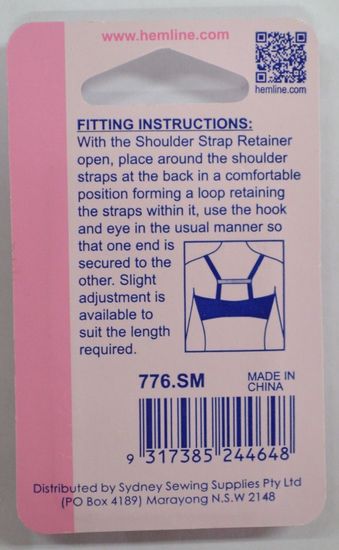 www.hemline.com
hemline.com
FITTING INSTRUCTIONS:
With the Shoulder Strap Retainer
open, place around the shoulder
straps at the back in a comfortable
position forming a loop retaining
the straps within it, use the hook
and eye in the usual manner so
that one end is
secured to the
other. Slight
adjustment is
available to
suit the length
required.
776.SM
MADE IN
CHINA
9 317385 244648
Distributed by Sydney Sewing Supplies Pty Ltd
(PO Box 4189) Marayong N.S.W 2148